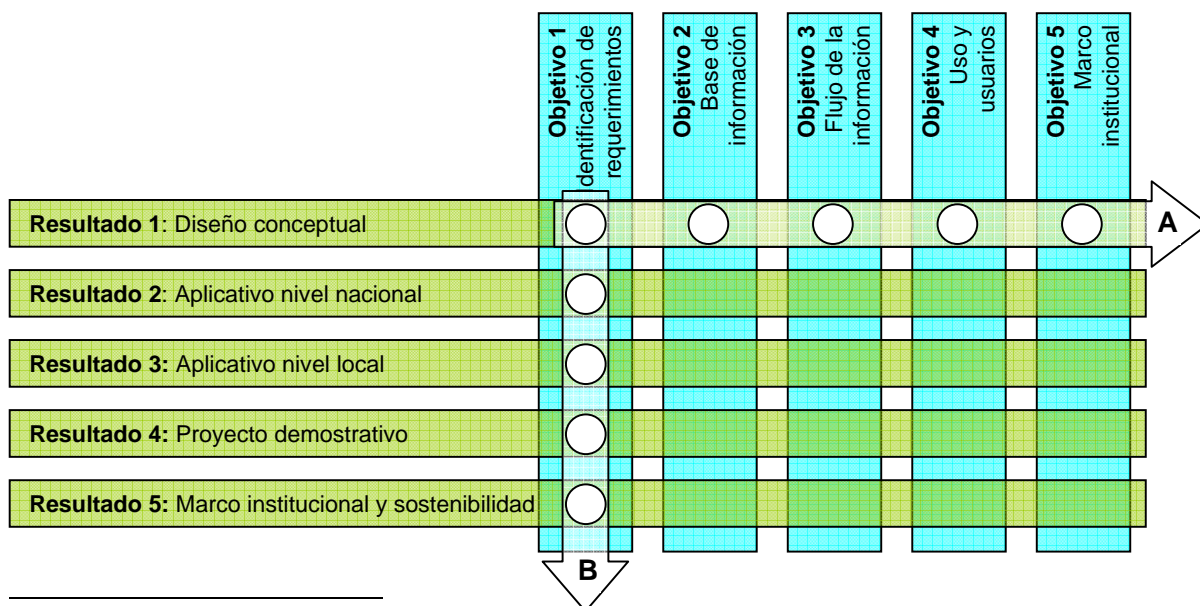 Objetivo 1
Identificación de
requerimientos
Objetivo 2
Base de
información
Objetivo 3
Flujo de la
información
Objetivo 4
Uso y
usuarios
Objetivo 5
Marco
institucional
Resultado 1: Diseño conceptual
A
Resultado 2: Aplicativo nivel nacional
Resultado 3: Aplicativo nivel local
Resultado 4: Proyecto demostrativo
Resultado 5: Marco institucional y sostenibilidad
B